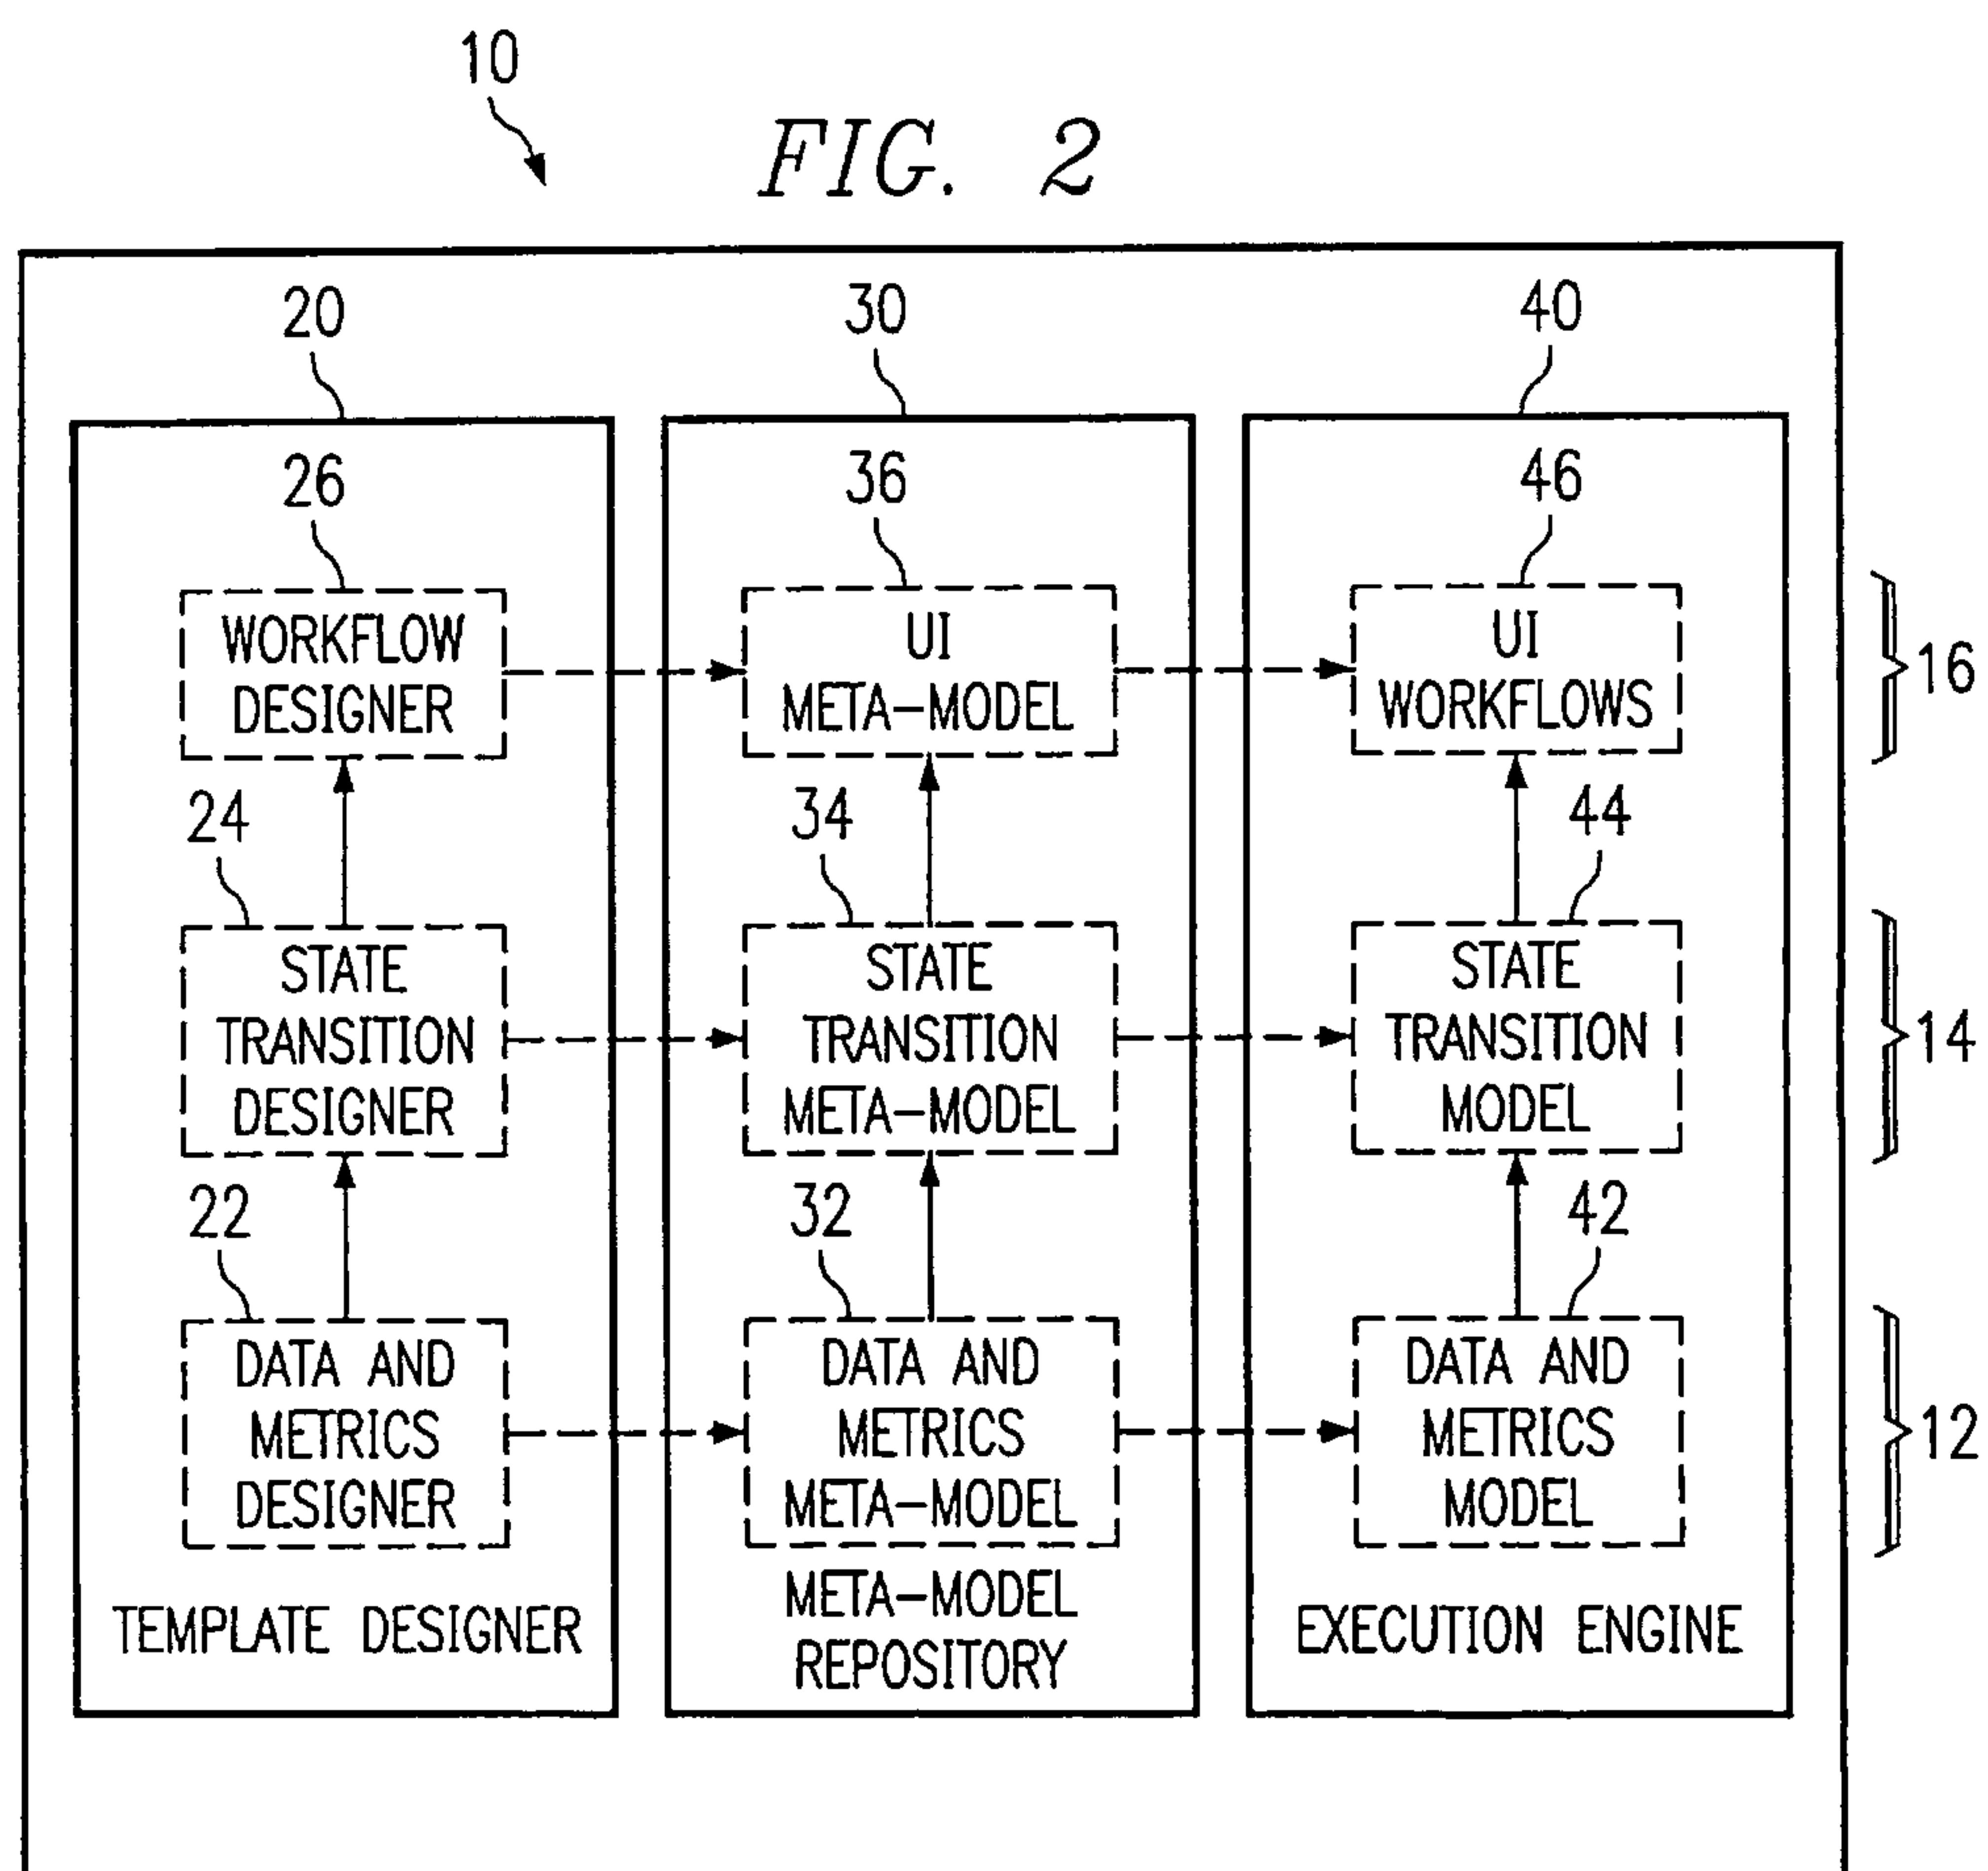 10
FIG. 2
20
30
40
26
36
46
WORKFLOW
DESIGNER
UI
META-MODEL
UI
WORKFLOWS
16
24
34
44
STATE
TRANSITION
DESIGNER
STATE
TRANSITION
META-MODEL
STATE
TRANSITION
MODEL
14
22
32
42
DATA AND
METRICS
DESIGNER
DATA AND
METRICS
META-MODEL
DATA AND
METRICS
MODEL
12
TEMPLATE DESIGNER
META-MODEL
REPOSITORY
EXECUTION ENGINE